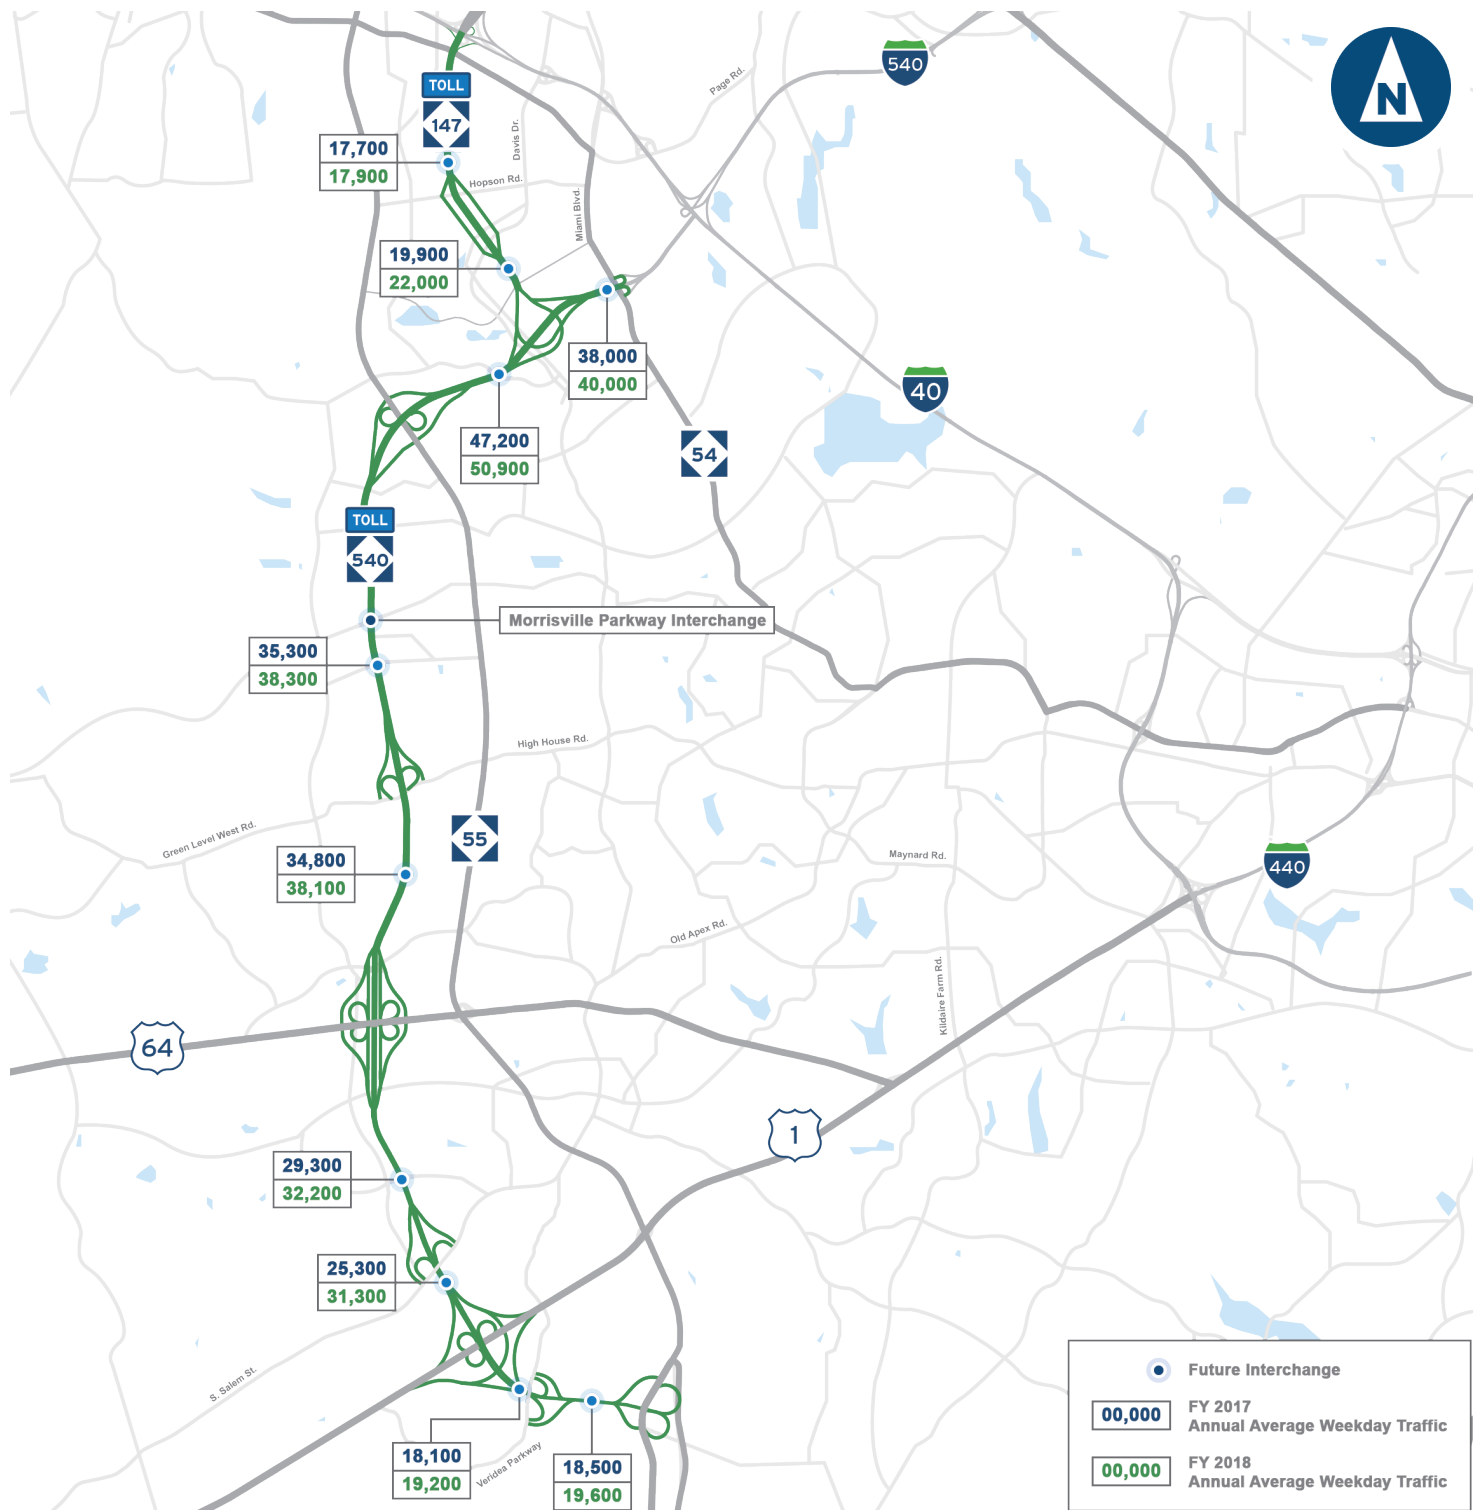 540
N
Page Rd.
TOLL
147
Davis Dr.
17,700
17,900
Hopson Rd.
Miami Blvd.
19,900
22,000
38,000
40,000
40
47,200
50,900
54
TOLL
540
Morrisville Parkway Interchange
35,300
38,300
High House Rd.
Green Level West Rd.
55
34,800
38,100
Maynard Rd.
440
Old Apex Rd.
Kildaire Farm Rd.
64
1
29,300
32,200
25,300
31,300
S. Salem St.
18,100
19,200
Veridea Parkway
18,500
19,600
Future Interchange
00,000
FY 2017
Annual Average Weekday Traffic
00,000
FY 2018
Annual Average Weekday Traffic